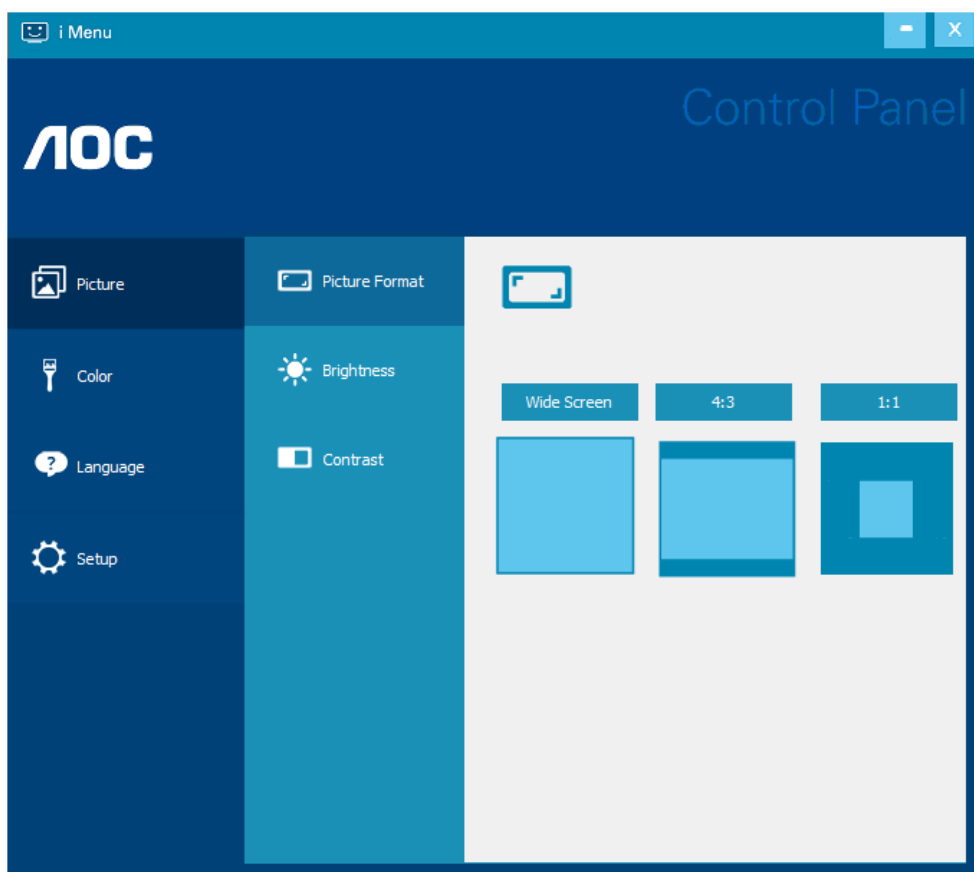 i Menu
Control Panel
AOC
Picture
Color
Language
Setup
Picture Format
Brightness
Contrast
Wide Screen
4:3
1:1